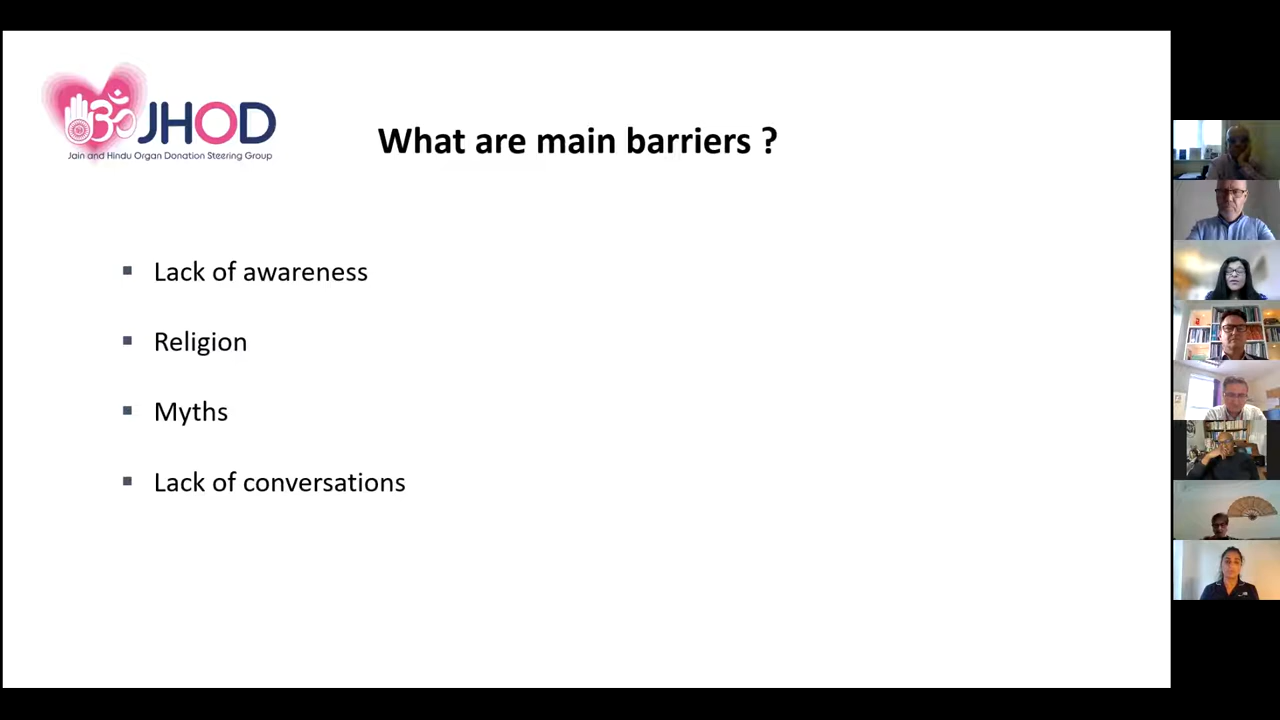 ॐ
JHOD
Jain and Hindu Organ Donation Steering Group
What are main barriers ?
Lack of awareness
Religion
Myths
Lack of conversations